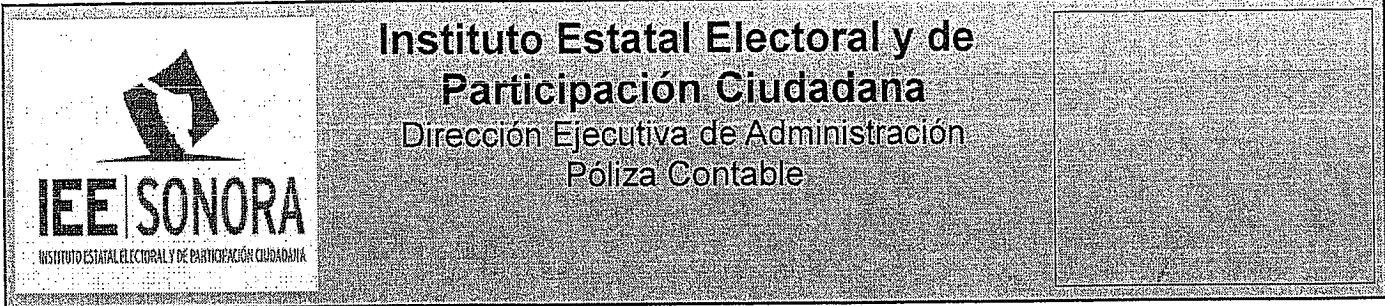 Instituto Estatal Electoral y de
Participación Ciudadana
Dirección Ejecutiva de Administración
Póliza Contable
IEE|SONORA
INSTITUTO ESTATAL ELECTORAL Y DE PARTICIPACIÓN CIUDADANA